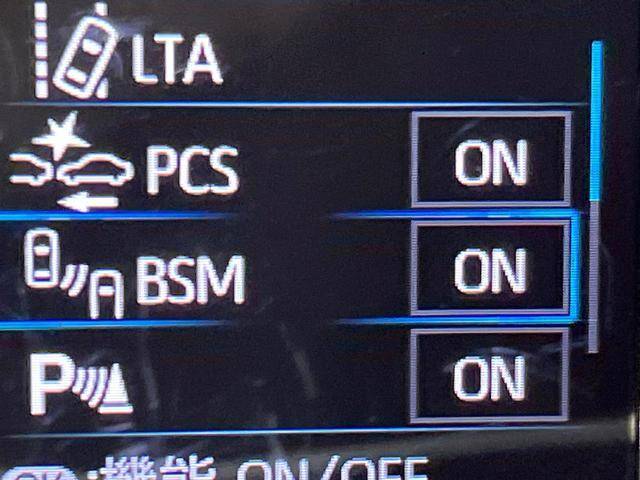 LTA
PCS ON
BSM ON
P ON
:機能 ON/OFF